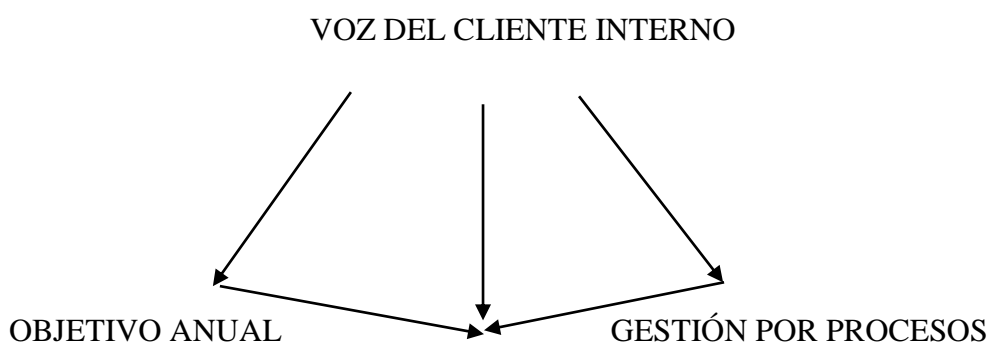 VOZ DEL CLIENTE INTERNO
OBJETIVO ANUAL GESTIÓN POR PROCESOS